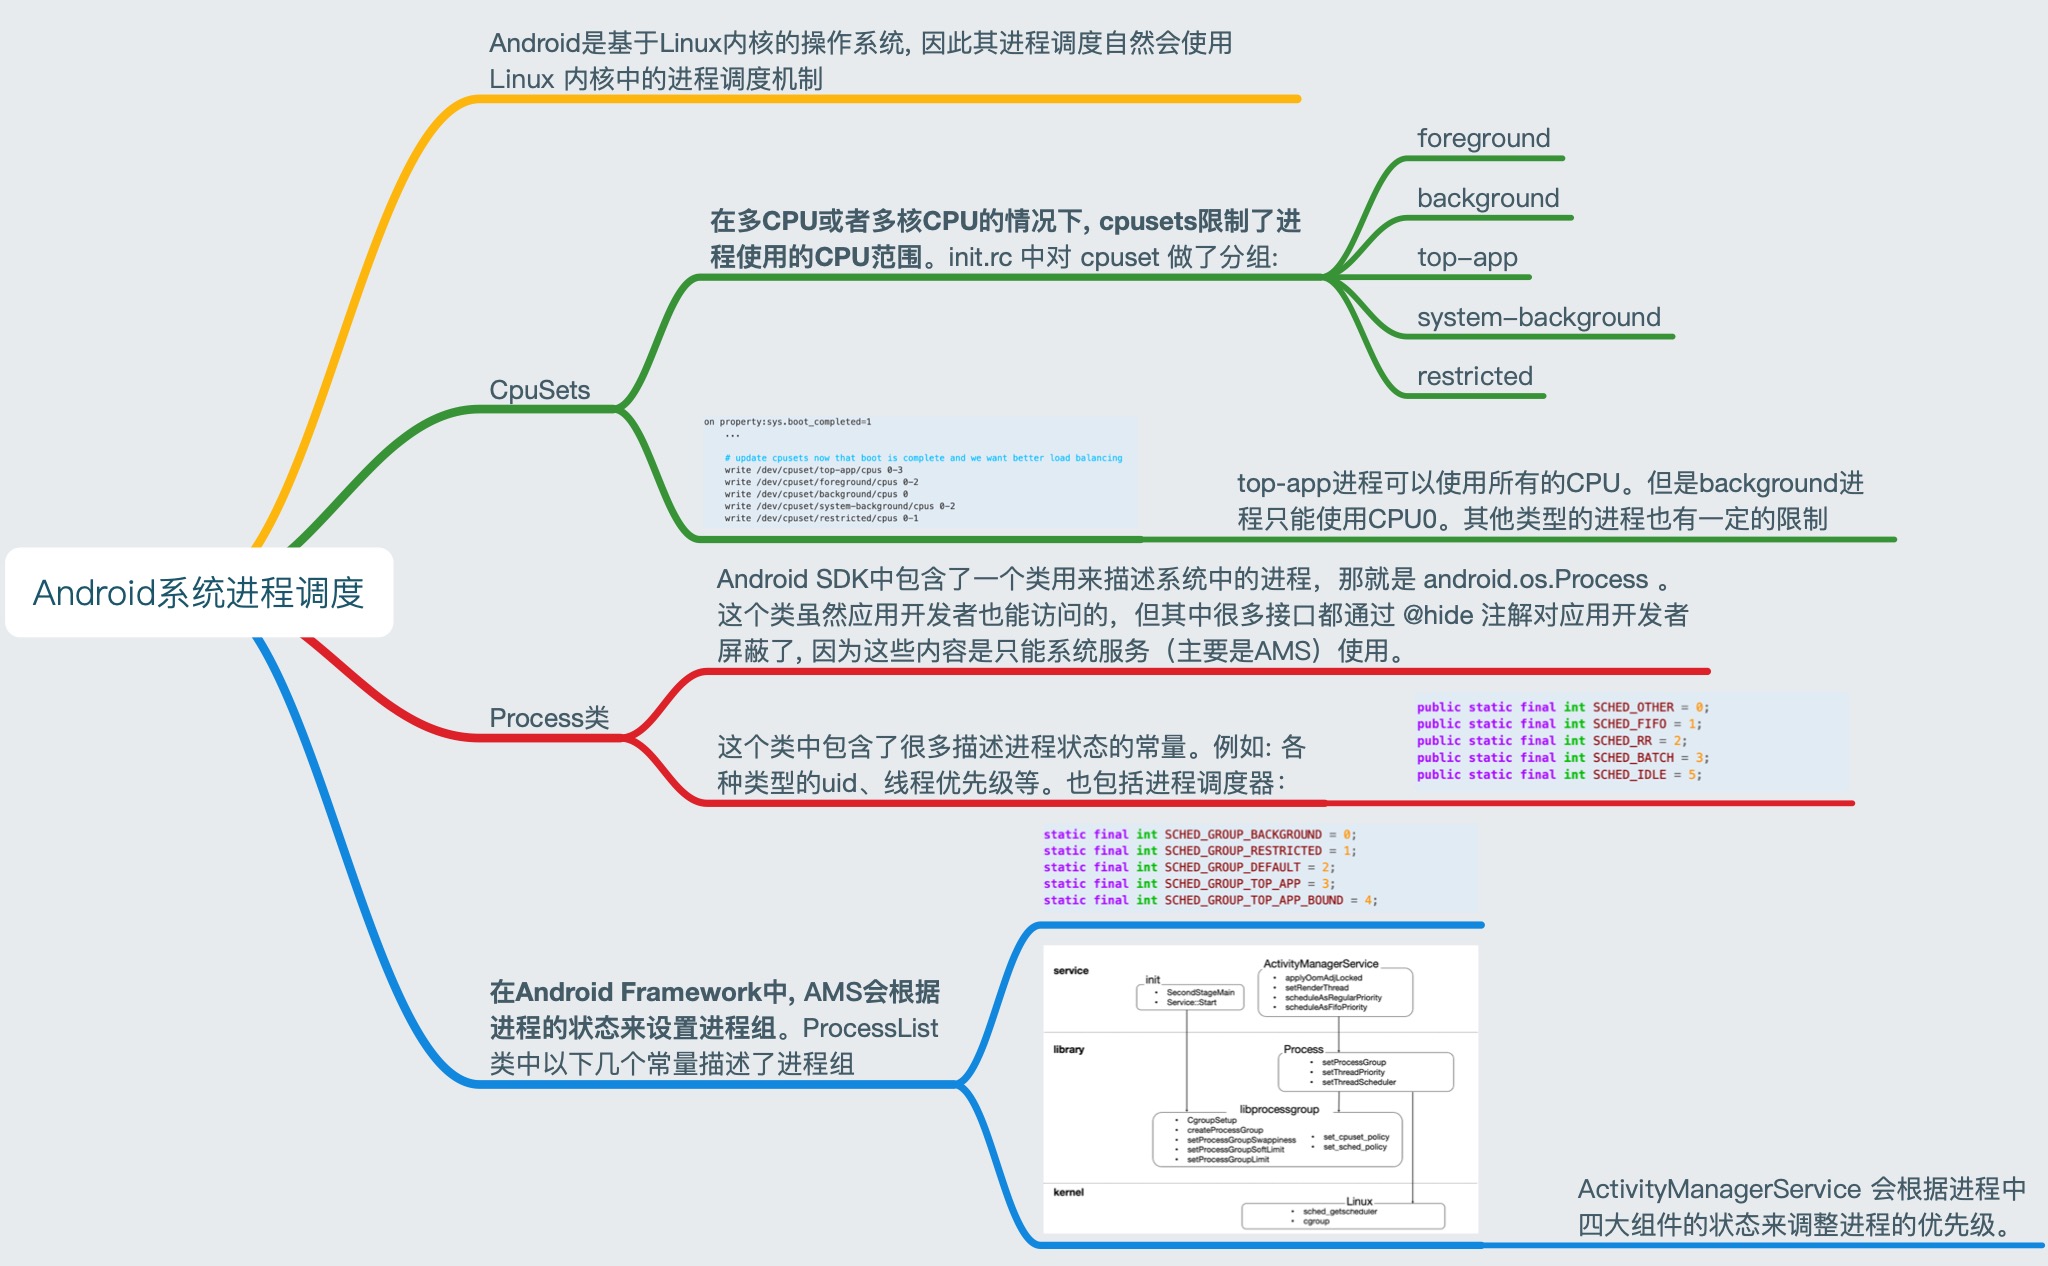 Android系统进程调度
Android是基于Linux内核的操作系统, 因此其进程调度自然会使用
Linux 内核中的进程调度机制
CpuSets
在多CPU或者多核CPU的情况下, cpusets限制了进
程使用的CPU范围。init.rc 中对 cpuset 做了分组:
foreground
background
top-app
system-background
restricted
on property:sys.boot_completed=1
...
# update cpusets now that boot is complete and we want better load balancing
write /dev/cpuset/top-app/cpus 0-3
write /dev/cpuset/foreground/cpus 0-2
write /dev/cpuset/background/cpus 0
write /dev/cpuset/system-background/cpus 0-2
write /dev/cpuset/restricted/cpus 0-1
top-app进程可以使用所有的CPU。但是background进
程只能使用CPU0。其他类型的进程也有一定的限制
Process类
Android SDK中包含了一个类用来描述系统中的进程，那就是 android.os.Process 。
这个类虽然应用开发者也能访问的，但其中很多接口都通过 @hide 注解对应用开发者
屏蔽了, 因为这些内容是只能系统服务（主要是AMS）使用。
这个类中包含了很多描述进程状态的常量。例如: 各
种类型的uid、线程优先级等。也包括进程调度器：
public static final int SCHED_OTHER = 0;
public static final int SCHED_FIFO = 1;
public static final int SCHED_RR = 2;
public static final int SCHED_BATCH = 3;
public static final int SCHED_IDLE = 5;
在Android Framework中, AMS会根据
进程的状态来设置进程组。ProcessList
类中以下几个常量描述了进程组
static final int SCHED_GROUP_BACKGROUND = 0;
static final int SCHED_GROUP_RESTRICTED = 1;
static final int SCHED_GROUP_DEFAULT = 2;
static final int SCHED_GROUP_TOP_APP = 3;
static final int SCHED_GROUP_TOP_APP_BOUND = 4;
service
init
• SecondStageMain
• Service::Start
ActivityManagerService
• applyOomAdjLocked
• setRenderThread
• scheduleAsRegularPriority
• scheduleAsFifoPriority
library
Process
• setProcessGroup
• setThreadPriority
• setThreadScheduler
libprocessgroup
• CgroupSetup
• createProcessGroup
• setProcessGroupSwappiness
• setProcessGroupSoftLimit
• setProcessGroupLimit
• set_cpuset_policy
• set_sched_policy
kernel
Linux
• sched_getscheduler
• cgroup
ActivityManagerService 会根据进程中
四大组件的状态来调整进程的优先级。